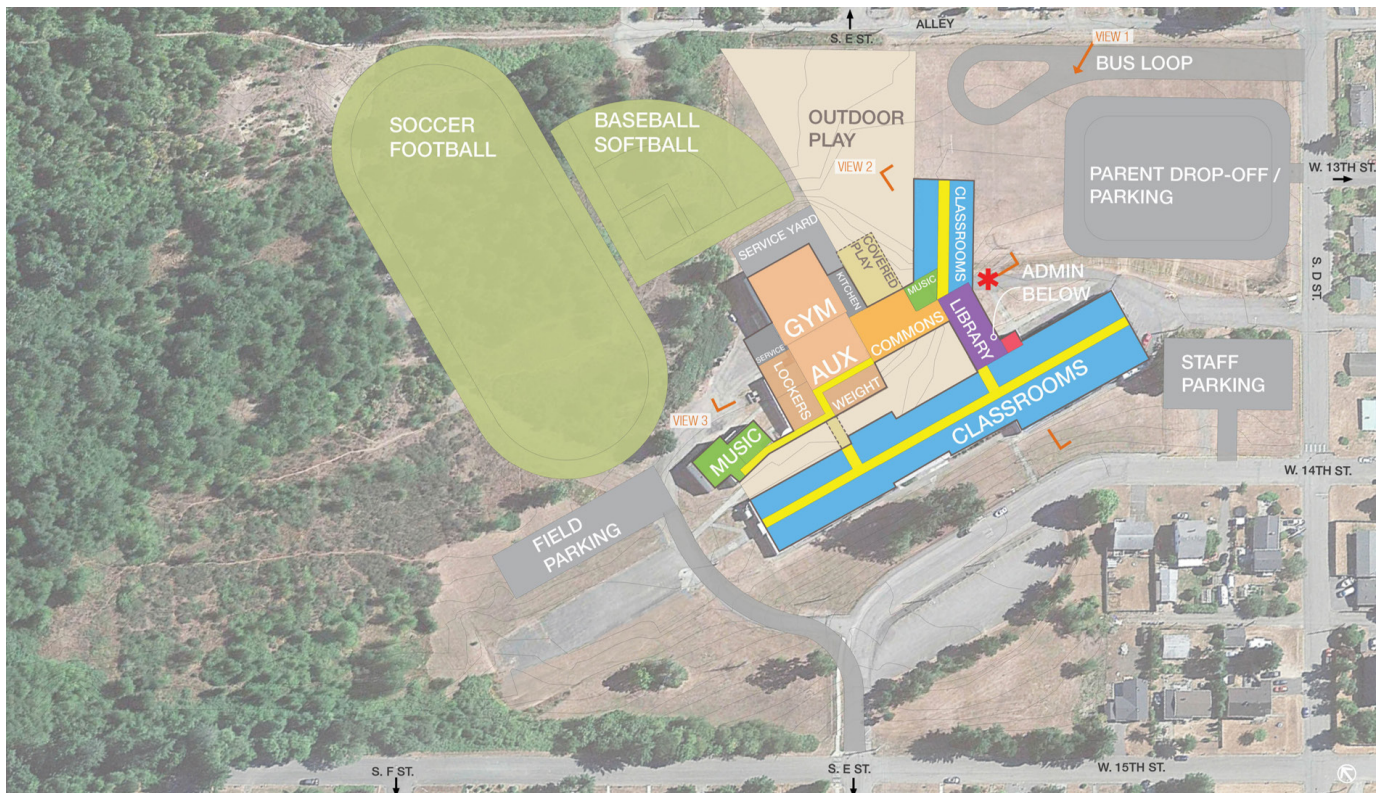 S. E ST.
ALLEY
VIEW 1
BUS LOOP
SOCCER
FOOTBALL
BASEBALL
SOFTBALL
OUTDOOR
PLAY
VIEW 2
PARENT DROP-OFF /
PARKING
W. 13TH ST.
CLASSROOMS
SERVICE YARD
COVERED
PLAY
KITCHEN
MUSIC
ADMIN
BELOW
S. D ST.
GYM
COMMONS
LIBRARY
SERVICE
AUX
LOCKERS
WEIGHT
STAFF
PARKING
VIEW 3
CLASSROOMS
MUSIC
W. 14TH ST.
FIELD
PARKING
S. F ST.
S. E ST.
W. 15TH ST.